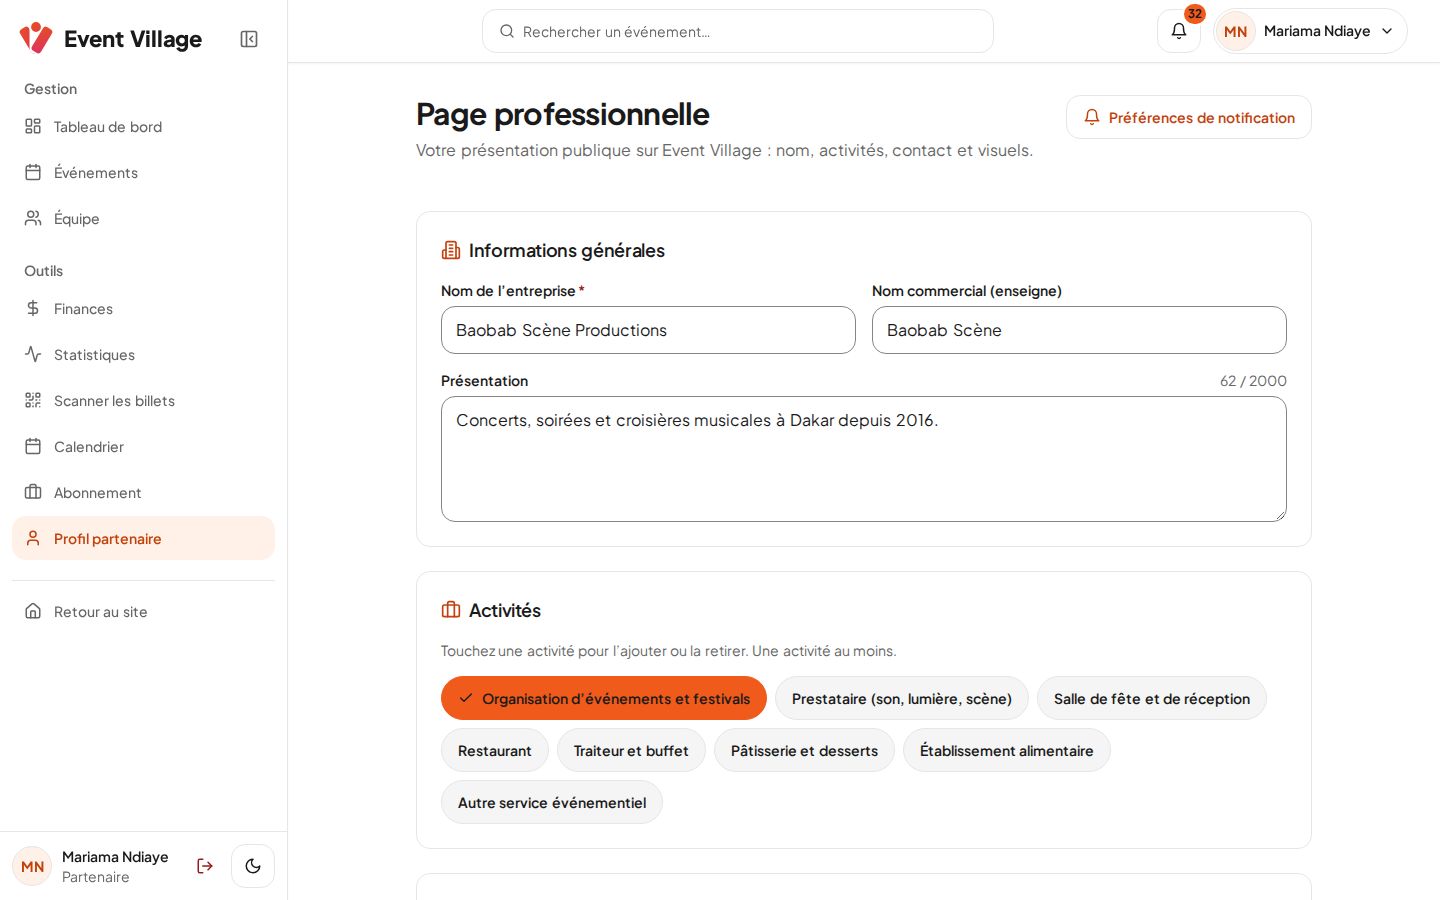 Event Village
Gestion
Tableau de bord
Événements
Équipe
Outils
Finances
Statistiques
Scanner les billets
Calendrier
Abonnement
Profil partenaire
Retour au site
MN
Mariama Ndiaye
Partenaire
Rechercher un événement…
32
MN
Mariama Ndiaye
Page professionnelle
Préférences de notification
Votre présentation publique sur Event Village : nom, activités, contact et visuels.
Informations générales
Nom de l’entreprise *
Nom commercial (enseigne)
Baobab Scène Productions
Baobab Scène
Présentation
62 / 2000
Concerts, soirées et croisières musicales à Dakar depuis 2016.
Activités
Touchez une activité pour l’ajouter ou la retirer. Une activité au moins.
Organisation d’événements et festivals
Prestataire (son, lumière, scène)
Salle de fête et de réception
Restaurant
Traiteur et buffet
Pâtisserie et desserts
Établissement alimentaire
Autre service événementiel